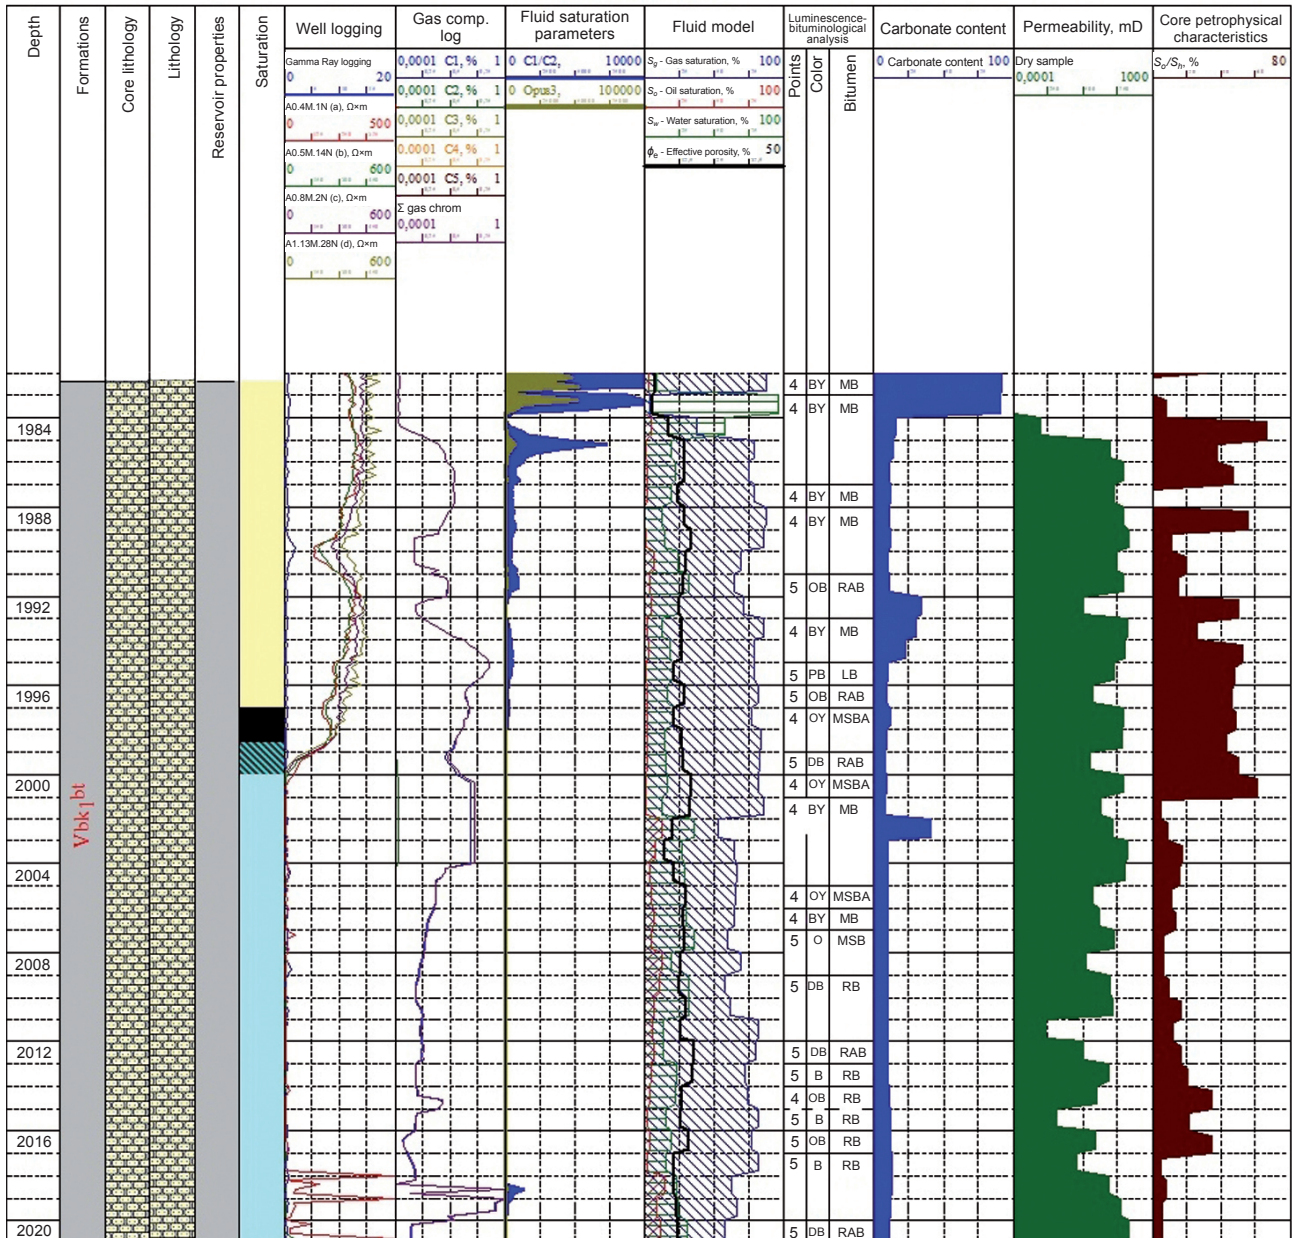 Depth
Formations
Core lithology
Lithology
Reservoir properties
Saturation
Well logging
Gas comp. log
Fluid saturation parameters
Fluid model
Luminescence-bituminological analysis
Carbonate content
Permeability, mD
Core petrophysical characteristics
Gamma Ray logging
0 20
A0.4M.1N (a), Ω×m
0 500
A0.5M.14N (b), Ω×m
0 600
A0.8M.2N (c), Ω×m
0 600
A1.13M.28N (d), Ω×m
0 600
0,0001 C1, % 1
0,0001 C2, % 1
0,0001 C3, % 1
0.0001 C4, % 1
0,0001 C5, % 1
Σ gas chrom
0,0001 1
0 C1/C2, 10000
0 Opus3, 100000
Sg - Gas saturation, % 100
So - Oil saturation, % 100
Sw - Water saturation, % 100
ϕe - Effective porosity, % 50
Points
Color
Bitumen
0 Carbonate content 100
Dry sample
0,0001 1000
So/Sh, % 80
4 BY MB
4 BY MB
1984
4 BY MB
1988
4 BY MB
5 OB RAB
1992
4 BY MB
5 PB LB
1996
5 OB RAB
4 OY MSBA
5 DB RAB
2000
4 OY MSBA
4 BY MB
Vbk1bt
2004
4 OY MSBA
4 BY MB
5 O MSB
2008
5 DB RB
2012
5 DB RAB
5 B RB
4 OB RB
5 B RB
2016
5 OB RB
5 B RB
2020
5 DB RAB